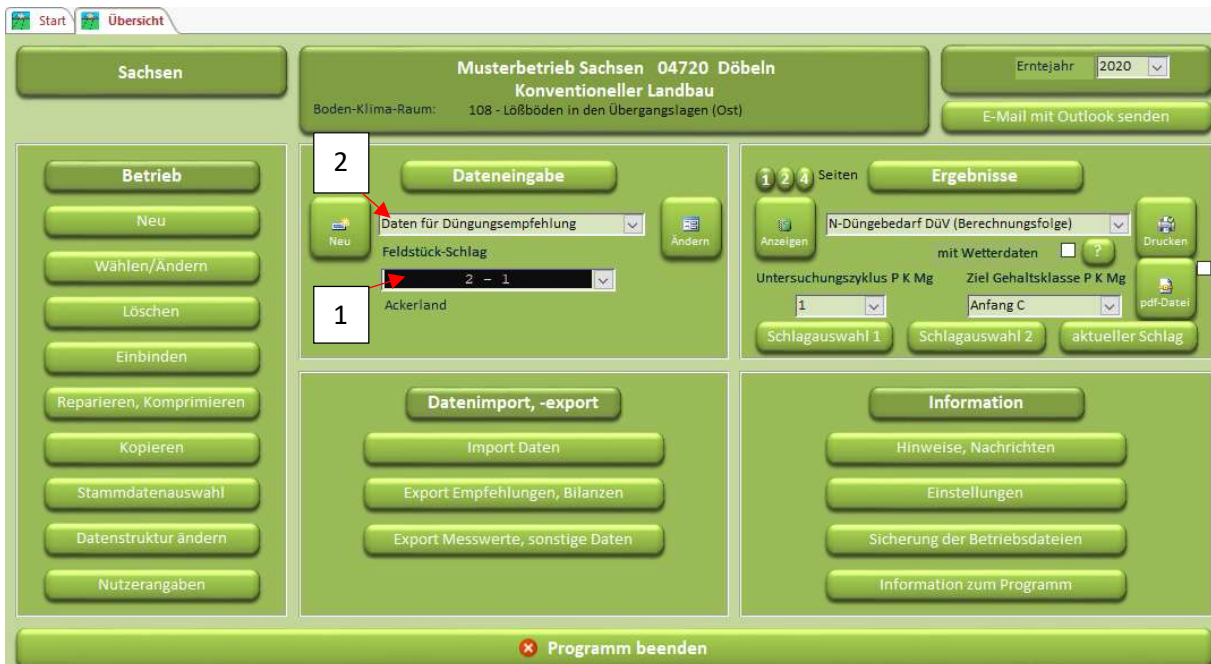 Start
Übersicht
Sachsen
Musterbetrieb Sachsen 04720 Döbeln
Konventioneller Landbau
Boden-Klima-Raum: 108 - Lößböden in den Übergangslagen (Ost)
Erntejahr 2020
E-Mail mit Outlook senden
Betrieb
Neu
Wählen/Ändern
Löschen
Einbinden
Reparieren, Komprimieren
Kopieren
Stammdatenauswahl
Datenstruktur ändern
Nutzerangaben
2
Dateneingabe
Neu
Daten für Düngungsempfehlung
Ändern
Feldstück-Schlag
2 - 1
1
Ackerland
1 2 4 Seiten
Ergebnisse
Anzeigen
N-Düngebedarf DüV (Berechnungsfolge)
Drucken
mit Wetterdaten ?
Untersuchungszyklus P K Mg Ziel Gehaltsklasse P K Mg
1 Anfang C
pdf-Datei
Schlagauswahl 1 Schlagauswahl 2 aktueller Schlag
Datenimport, -export
Import Daten
Export Empfehlungen, Bilanzen
Export Messwerte, sonstige Daten
Information
Hinweise, Nachrichten
Einstellungen
Sicherung der Betriebsdateien
Information zum Programm
Programm beenden